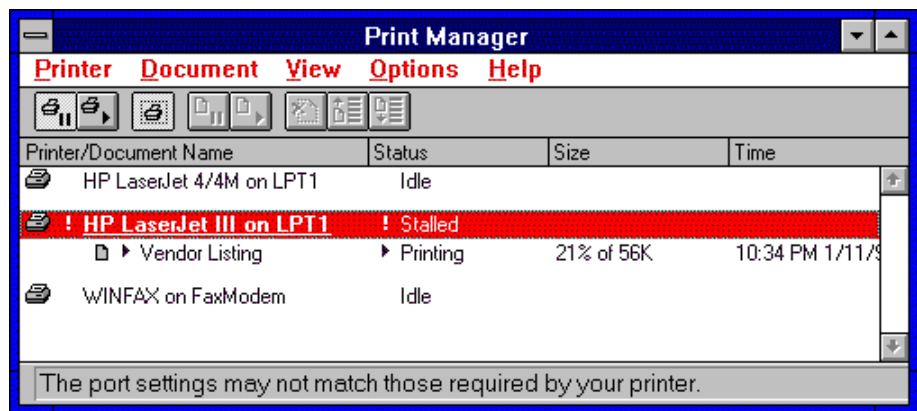 Print Manager
Printer Document View Options Help
Printer/Document Name Status Size Time
HP LaserJet 4/4M on LPT1 Idle
! HP LaserJet III on LPT1 ! Stalled
Vendor Listing Printing 21% of 56K 10:34 PM 1/11/9
WINFAX on FaxModem Idle
The port settings may not match those required by your printer.